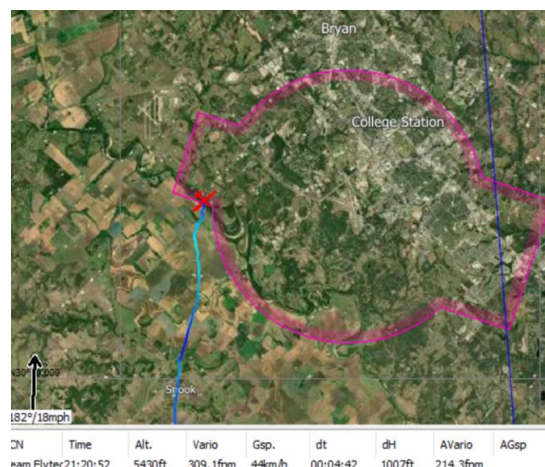 Bryan
College Station
Snook
182°/18mph
CN Time Alt. Vario Gsp. dt dH AVario AGsp
21:20:52 5430ft 309.1fpm 44km/h 00:04:42 1007ft 214.3fpm